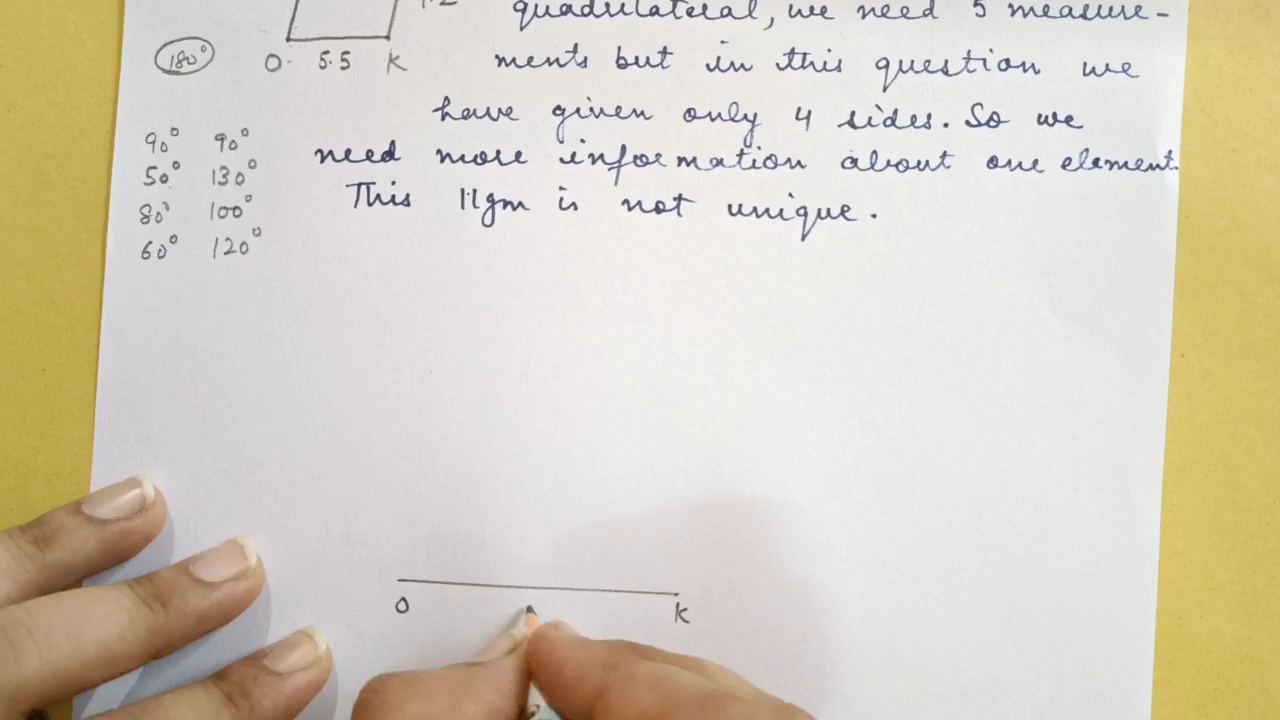 quadrilateral, we need 5 measure-
O 5.5 K
ments but in this question we
180°
have given only 4 sides. So we
90° 90°
need more information about one element.
50° 130°
This 11gm is not unique.
80° 100°
60° 120°
O K